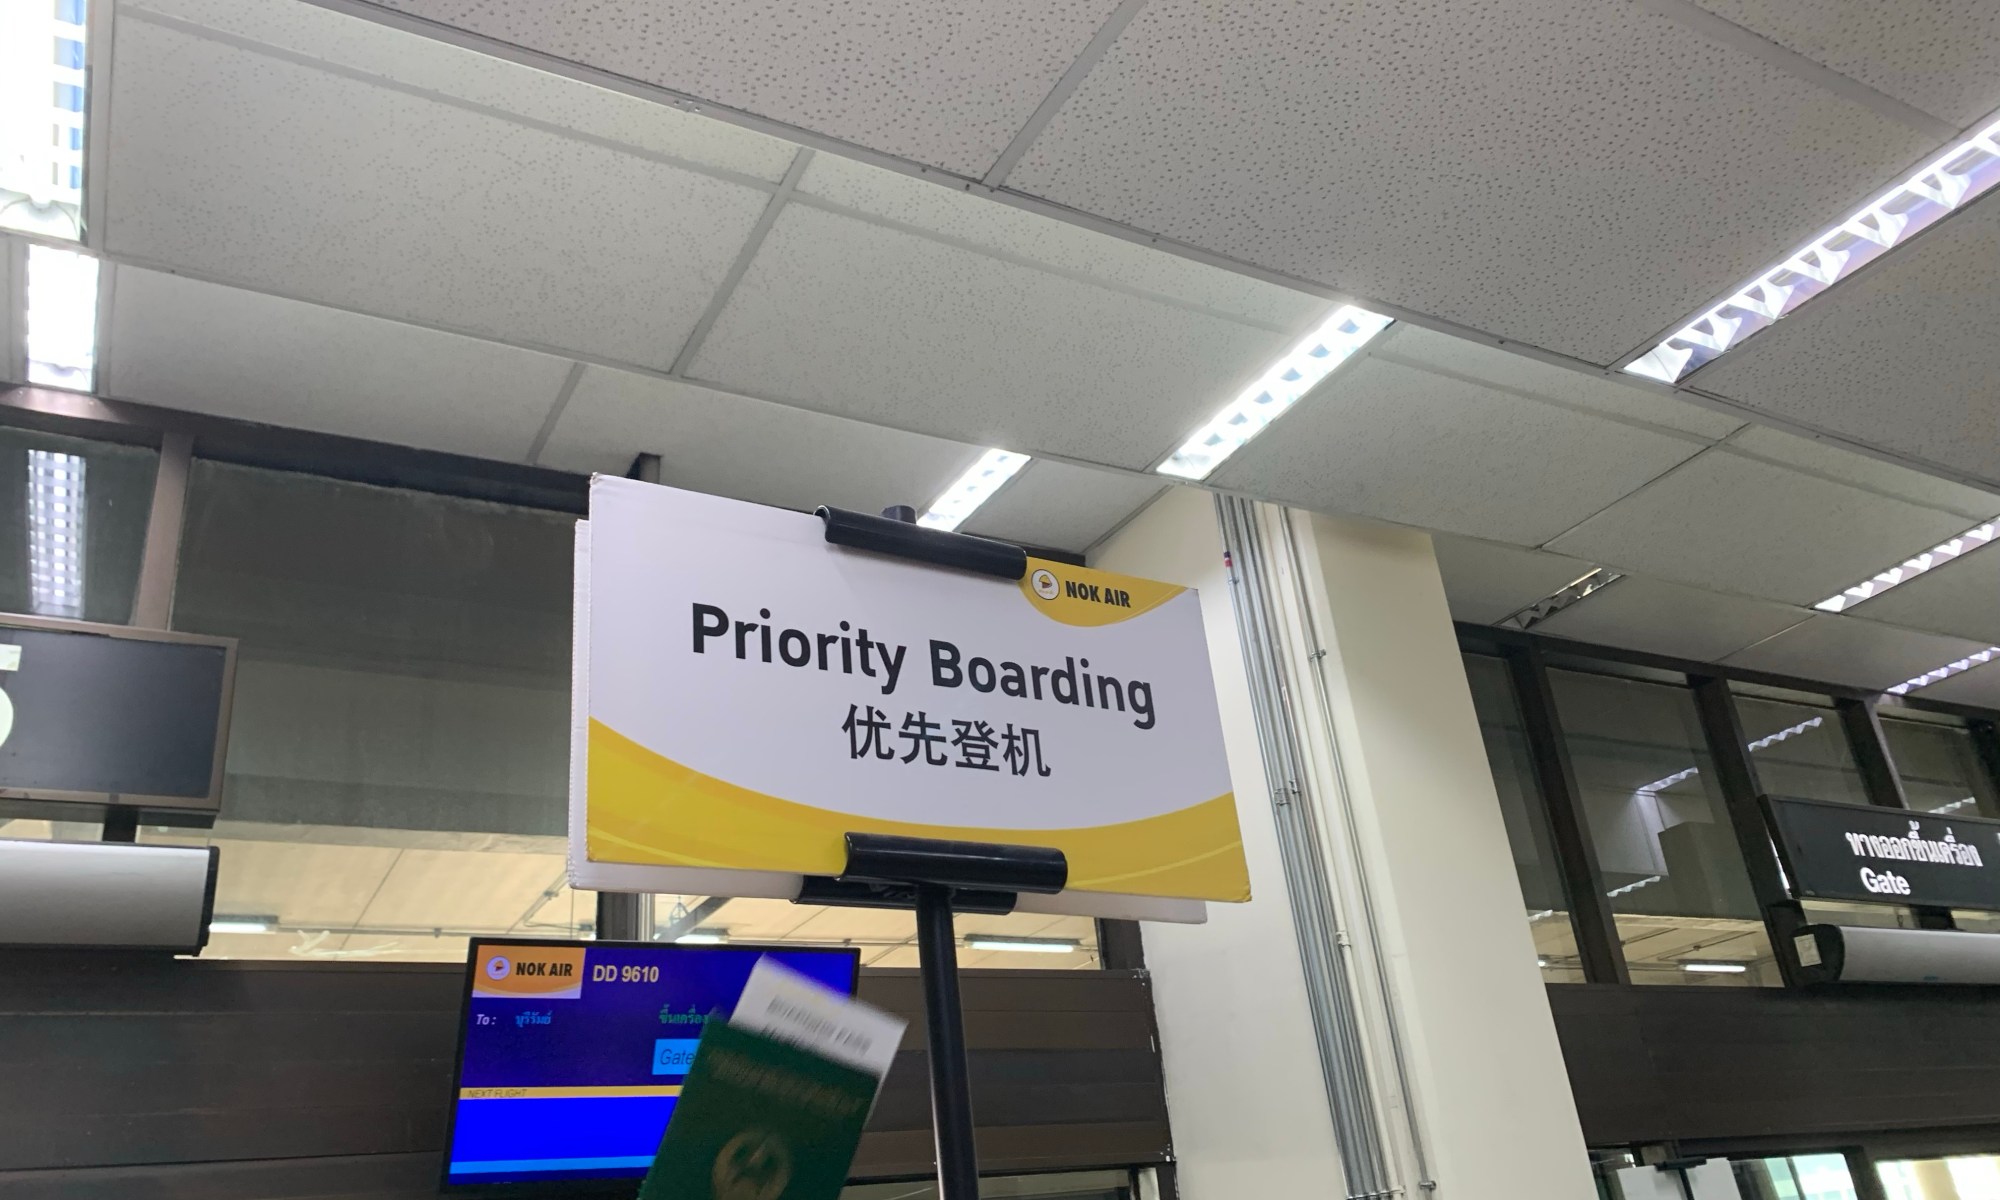 NOK AIR
Priority Boarding
优先登机
5
ทางออกขึ้นเครื่อง
Gate
NOK AIR DD 9610
To: บุรีรัมย์
Gate
NEXT FLIGHT